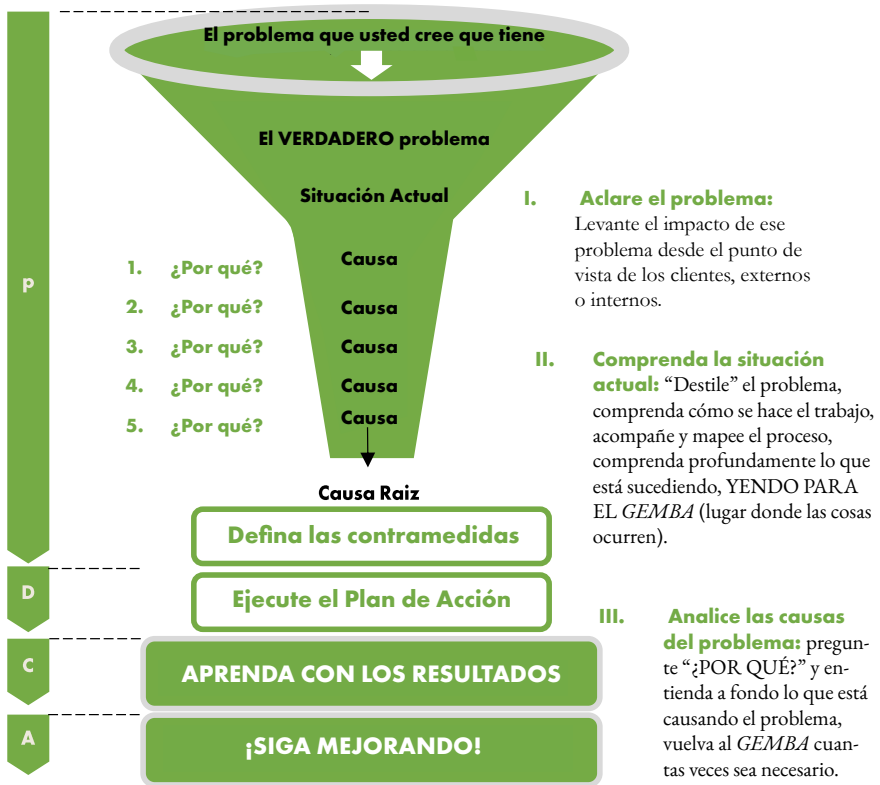 El problema que usted cree que tiene
El VERDADERO problema
Situación Actual
P
1. ¿Por qué? Causa
2. ¿Por qué? Causa
3. ¿Por qué? Causa
4. ¿Por qué? Causa
5. ¿Por qué? Causa
Causa Raiz
Defina las contramedidas
D
Ejecute el Plan de Acción
C
APRENDA CON LOS RESULTADOS
A
¡SIGA MEJORANDO!
I. Aclare el problema:
Levante el impacto de ese
problema desde el punto de
vista de los clientes, externos
o internos.
II. Comprenda la situación
actual: “Destile” el problema,
comprenda cómo se hace el trabajo,
acompañe y mapee el proceso,
comprenda profundamente lo que
está sucediendo, YENDO PARA
EL GEMBA (lugar donde las cosas
ocurren).
III. Analice las causas
del problema: pregun-
te “¿POR QUÉ?” y en-
tienda a fondo lo que está
causando el problema,
vuelva al GEMBA cuan-
tas veces sea necesario.